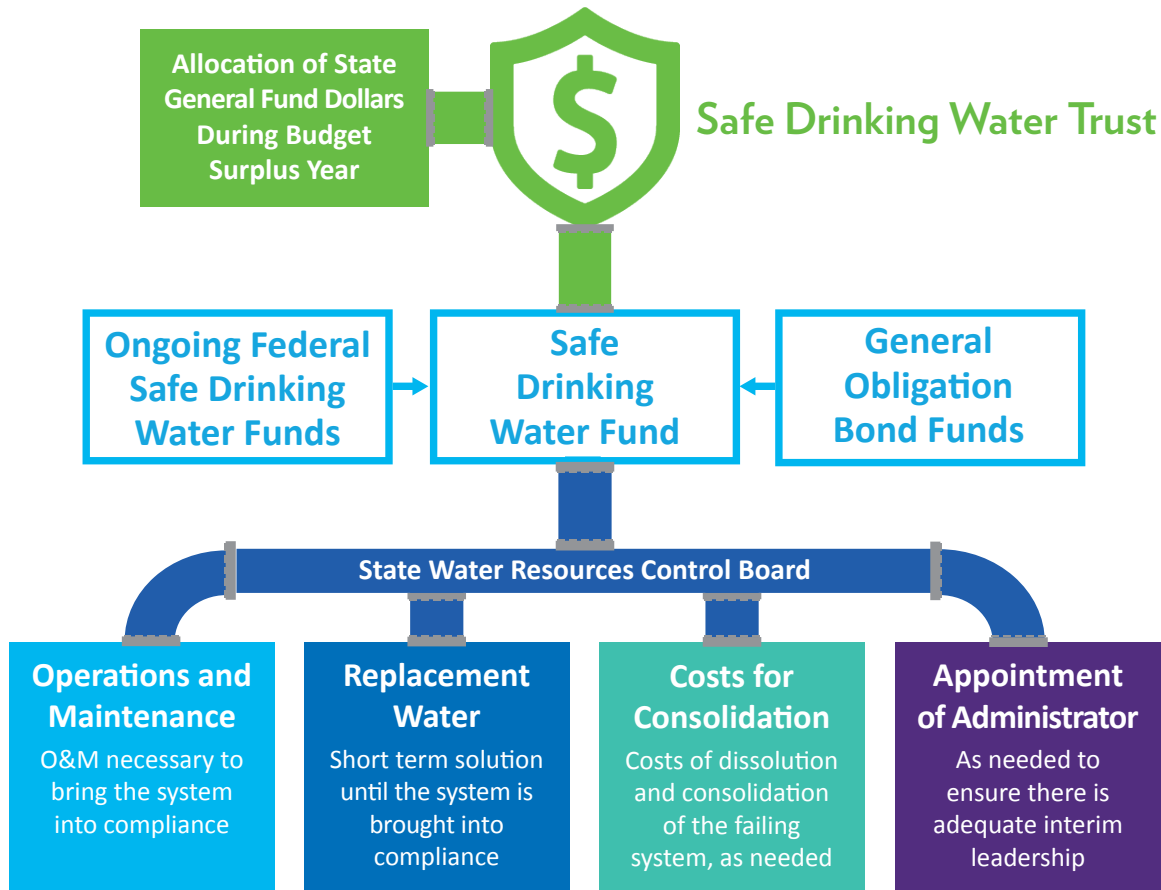 Allocation of State
General Fund Dollars
During Budget
Surplus Year
$
Safe Drinking Water Trust
Ongoing Federal
Safe Drinking
Water Funds
Safe
Drinking
Water Fund
General
Obligation
Bond Funds
State Water Resources Control Board
Operations and
Maintenance
O&M necessary to
bring the system
into compliance
Replacement
Water
Short term solution
until the system is
brought into
compliance
Costs for
Consolidation
Costs of dissolution
and consolidation
of the failing
system, as needed
Appointment
of Administrator
As needed to
ensure there is
adequate interim
leadership